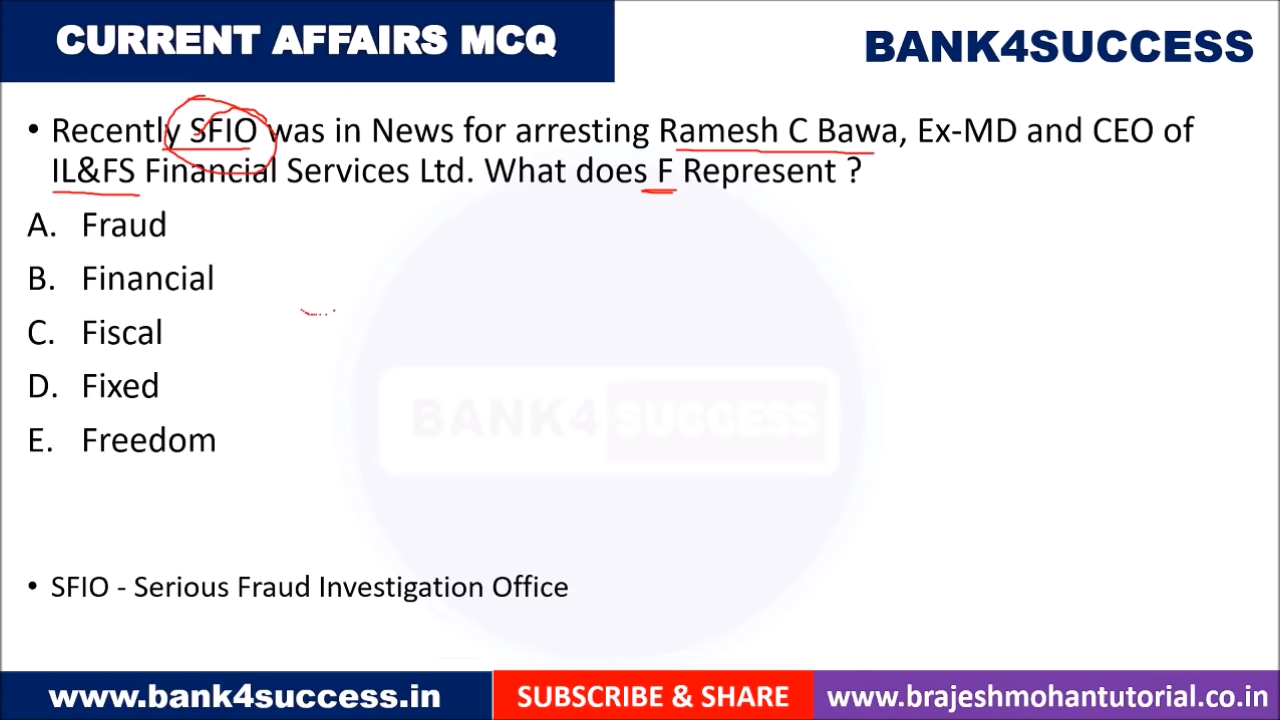 CURRENT AFFAIRS MCQ
BANK4SUCCESS
• Recently SFIO was in News for arresting Ramesh C Bawa, Ex-MD and CEO of
IL&FS Financial Services Ltd. What does F Represent ?
A. Fraud
B. Financial
C. Fiscal
D. Fixed
E. Freedom
BANK4 SUCCESS
• SFIO - Serious Fraud Investigation Office
www.bank4success.in
SUBSCRIBE & SHARE
www.brajeshmohantutorial.co.in